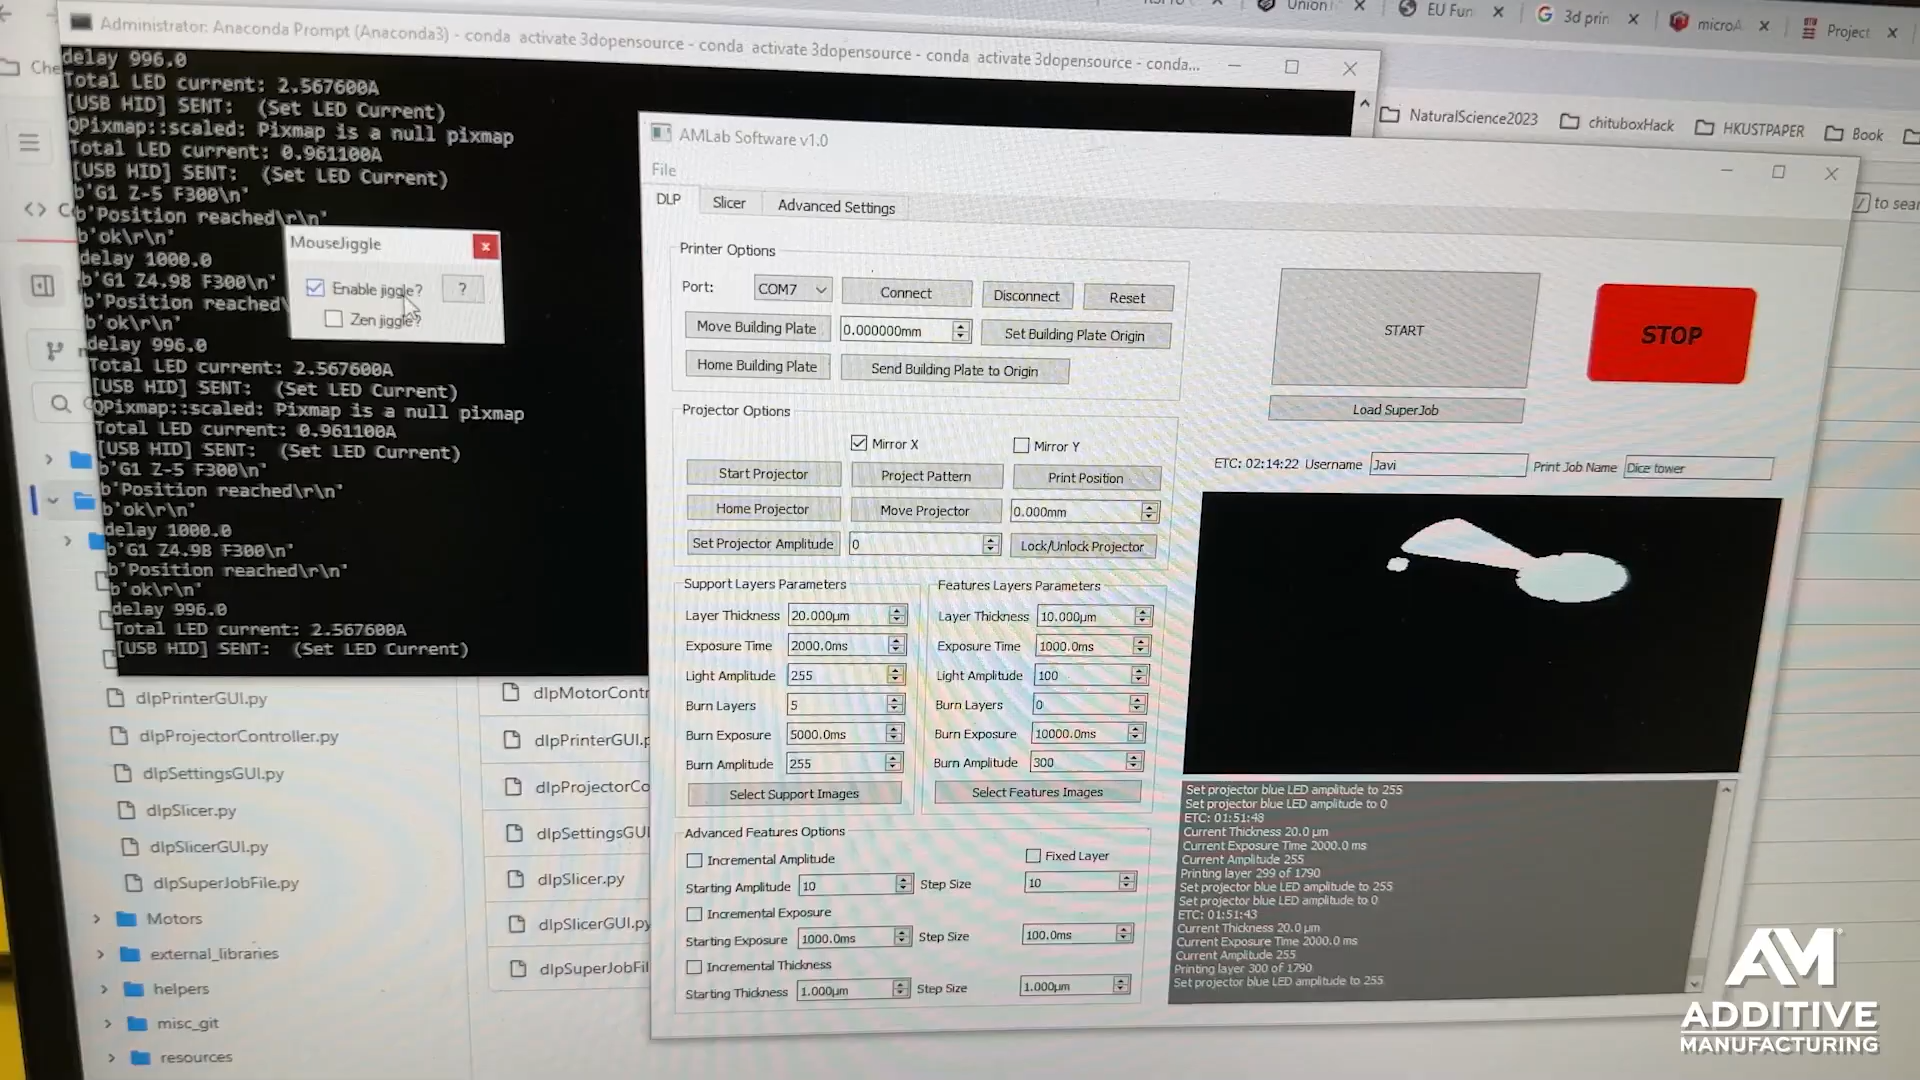 Union
EU Fun
3d prin
microA
Project
Administrator: Anaconda Prompt (Anaconda3) - conda activate 3dopensource - conda activate 3dopensource - conda activate 3dopensource - conda...
delay 996.0
Total LED current: 2.567600A
[USB HID] SENT: (Set LED Current)
QPixmap::scaled: Pixmap is a null pixmap
Total LED current: 0.961100A
[USB HID] SENT: (Set LED Current)
b'G1 Z-5 F300\n'
b'Position reached\r\n'
b'ok\r\n'
delay 1000.0
b'G1 Z4.98 F300\n'
b'Position reached\
b'ok\r\n'
delay 996.0
Total LED current: 2.567600A
[USB HID] SENT: (Set LED Current)
QPixmap::scaled: Pixmap is a null pixmap
Total LED current: 0.961100A
[USB HID] SENT: (Set LED Current)
b'G1 Z-5 F300\n'
b'Position reached\r\n'
b'ok\r\n'
delay 1000.0
b'G1 Z4.98 F300\n'
b'Position reached\r\n'
b'ok\r\n'
delay 996.0
Total LED current: 2.567600A
[USB HID] SENT: (Set LED Current)
MouseJiggle
Enable jiggle?
?
Zen jiggle?
NaturalScience2023
chituboxHack
HKUSTPAPER
Book
/ to sear
dlpPrinterGUI.py
dlpProjectorController.py
dlpSettingsGUI.py
dlpSlicer.py
dlpSlicerGUI.py
dlpSuperJobFile.py
Motors
external_libraries
helpers
misc_git
resources
dlpMotorContr
dlpPrinterGUI.p
dlpProjectorCo
dlpSettingsGUI
dlpSlicer.py
dlpSlicerGUI.py
dlpSuperJobFil
AMLab Software v1.0
File
DLP
Slicer
Advanced Settings
Printer Options
Port:
COM7
Connect
Disconnect
Reset
Move Building Plate
0.000000mm
Set Building Plate Origin
Home Building Plate
Send Building Plate to Origin
Projector Options
Mirror X
Mirror Y
Start Projector
Project Pattern
Print Position
Home Projector
Move Projector
0.000mm
Set Projector Amplitude
0
Lock/Unlock Projector
Support Layers Parameters
Layer Thickness 20.000µm
Exposure Time 2000.0ms
Light Amplitude 255
Burn Layers 5
Burn Exposure 5000.0ms
Burn Amplitude 255
Select Support Images
Features Layers Parameters
Layer Thickness 10.000µm
Exposure Time 1000.0ms
Light Amplitude 100
Burn Layers 0
Burn Exposure 10000.0ms
Burn Amplitude 300
Select Features Images
Advanced Features Options
Incremental Amplitude
Fixed Layer
Starting Amplitude 10 Step Size 10
Incremental Exposure
Starting Exposure 1000.0ms Step Size 100.0ms
Incremental Thickness
Starting Thickness 1.000µm Step Size 1.000µm
START
STOP
Load SuperJob
ETC: 02:14:22 Username Javi Print Job Name Dice tower
Set projector blue LED amplitude to 255
Set projector blue LED amplitude to 0
ETC: 01:51:48
Current Thickness 20.0 µm
Current Exposure Time 2000.0 ms
Current Amplitude 255
Printing layer 299 of 1790
Set projector blue LED amplitude to 255
Set projector blue LED amplitude to 0
ETC: 01:51:43
Current Thickness 20.0 µm
Current Exposure Time 2000.0 ms
Current Amplitude 255
Printing layer 300 of 1790
Set projector blue LED amplitude to 255
AM
ADDITIVE
MANUFACTURING